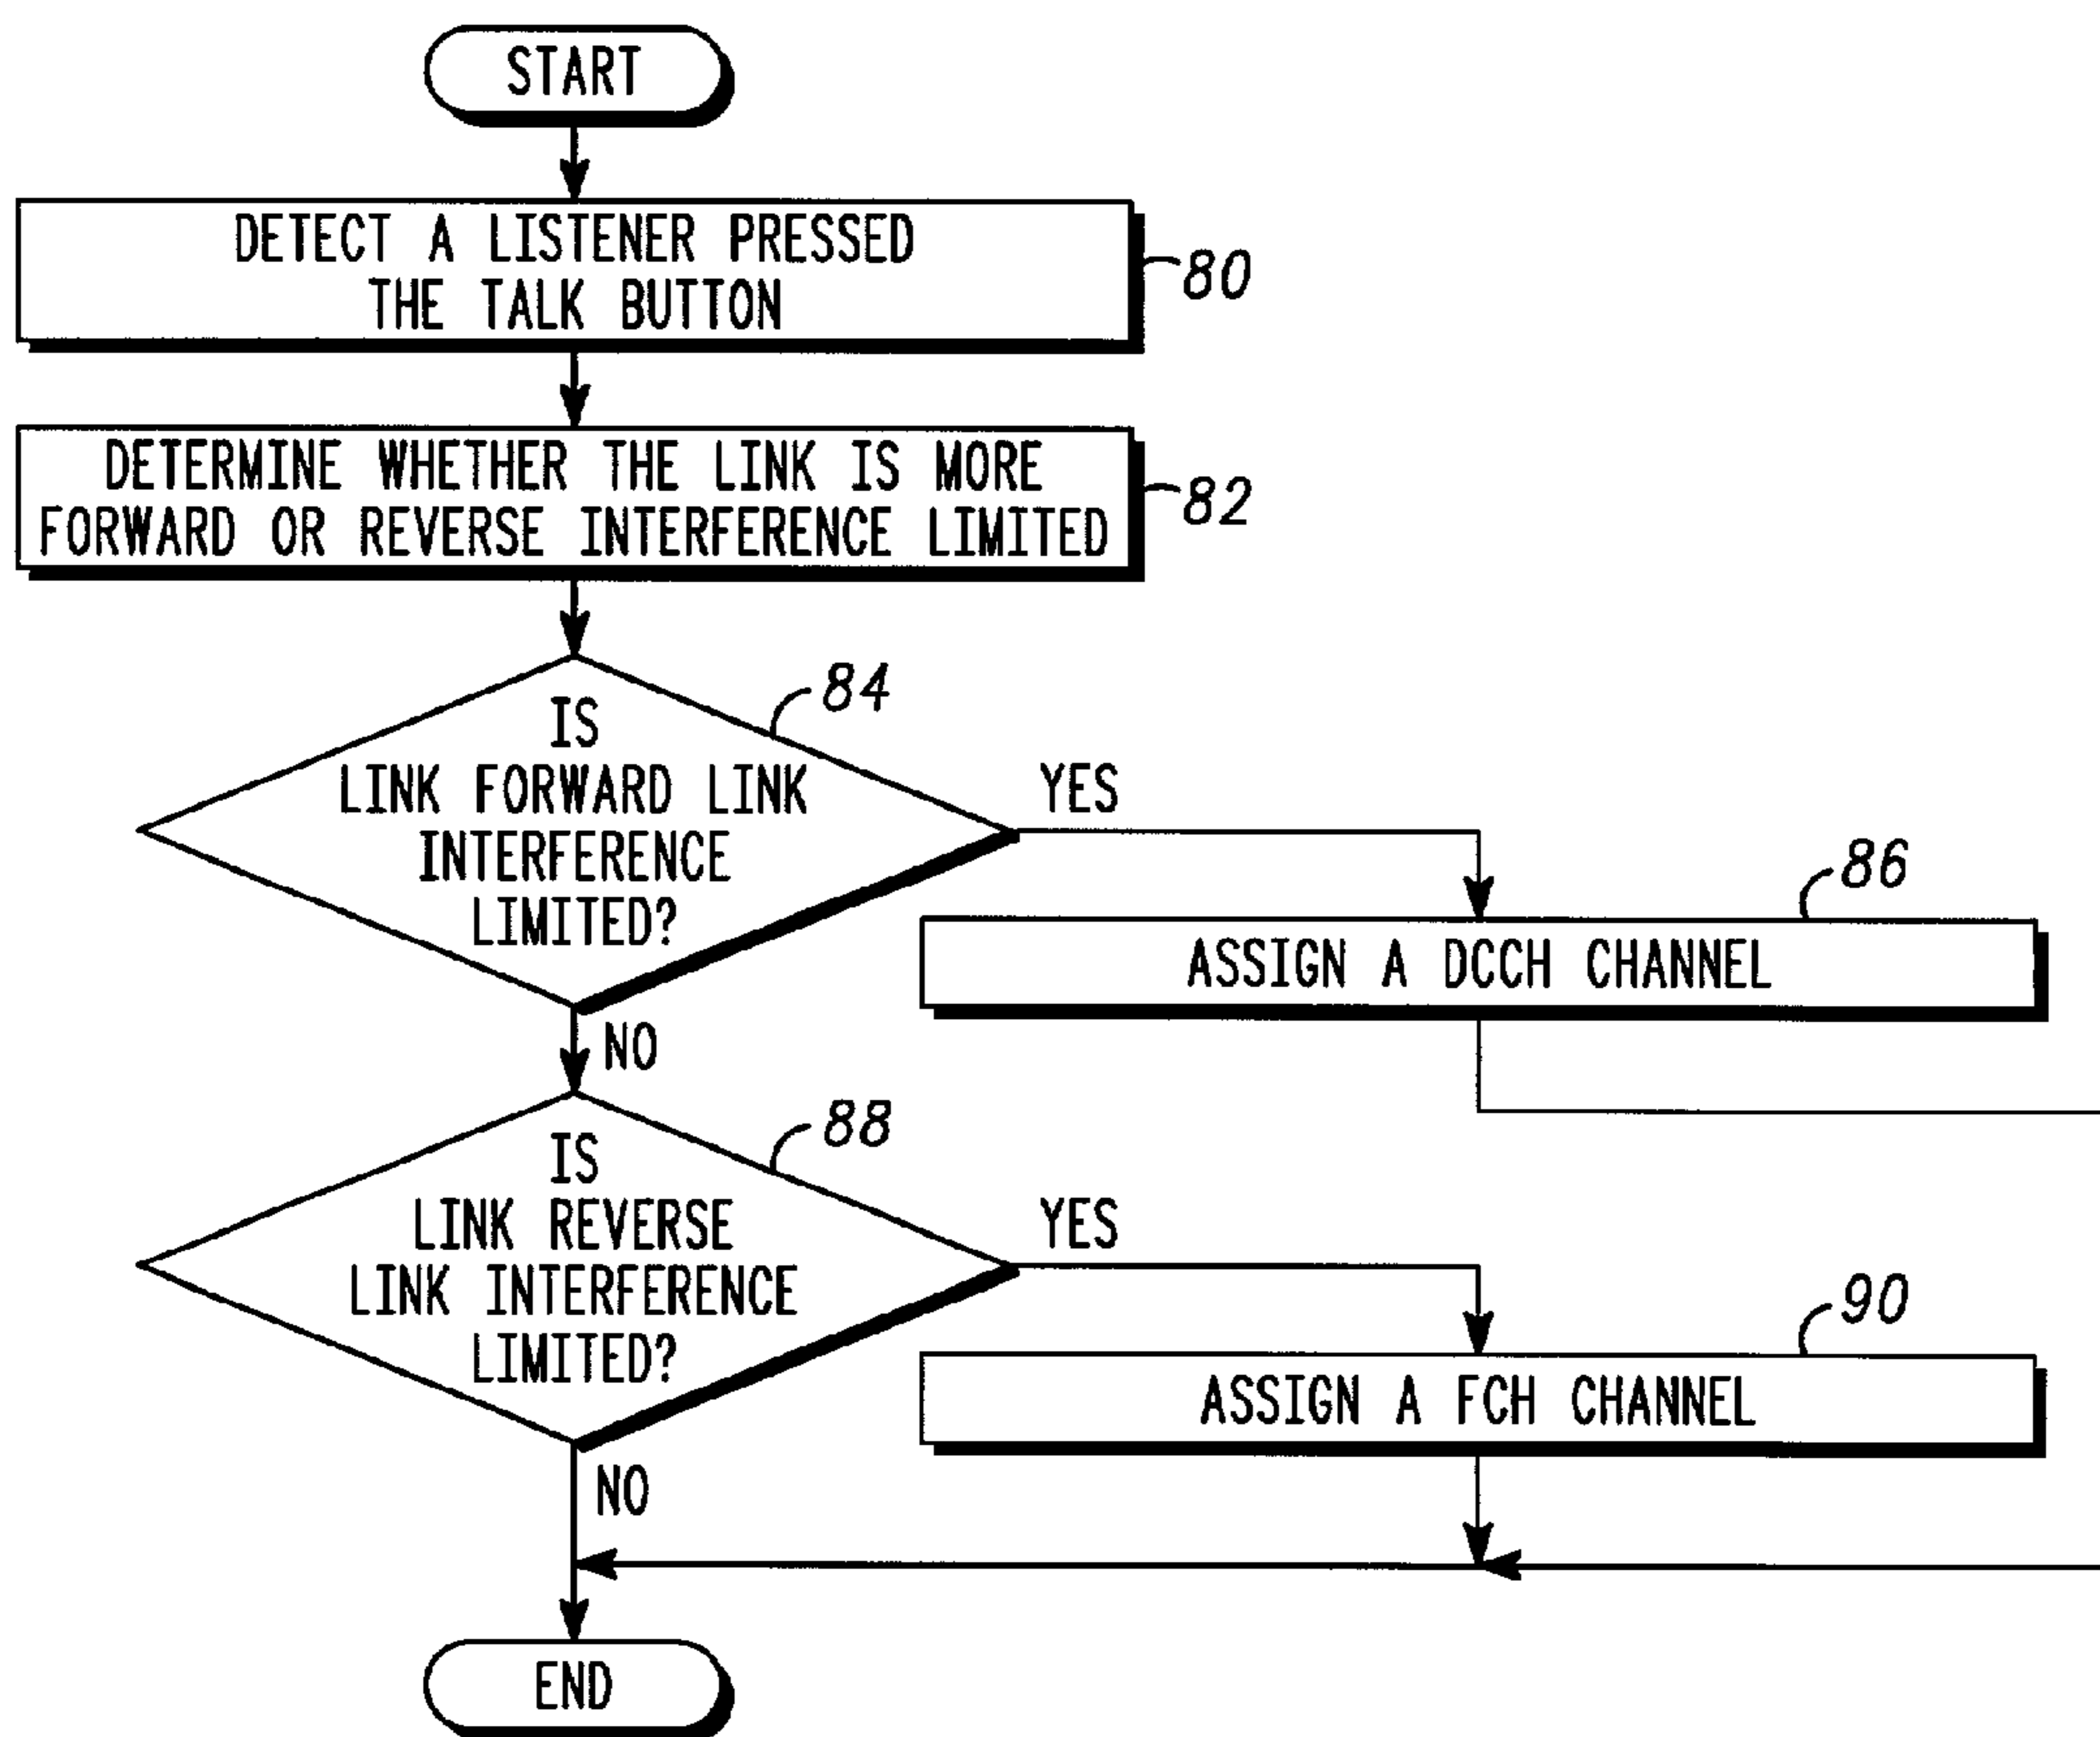 START
DETECT A LISTENER PRESSED
THE TALK BUTTON
80
DETERMINE WHETHER THE LINK IS MORE
FORWARD OR REVERSE INTERFERENCE LIMITED
82
84
IS
LINK FORWARD LINK
INTERFERENCE
LIMITED?
YES
86
ASSIGN A DCCH CHANNEL
NO
88
IS
LINK REVERSE
LINK INTERFERENCE
LIMITED?
YES
90
ASSIGN A FCH CHANNEL
NO
END